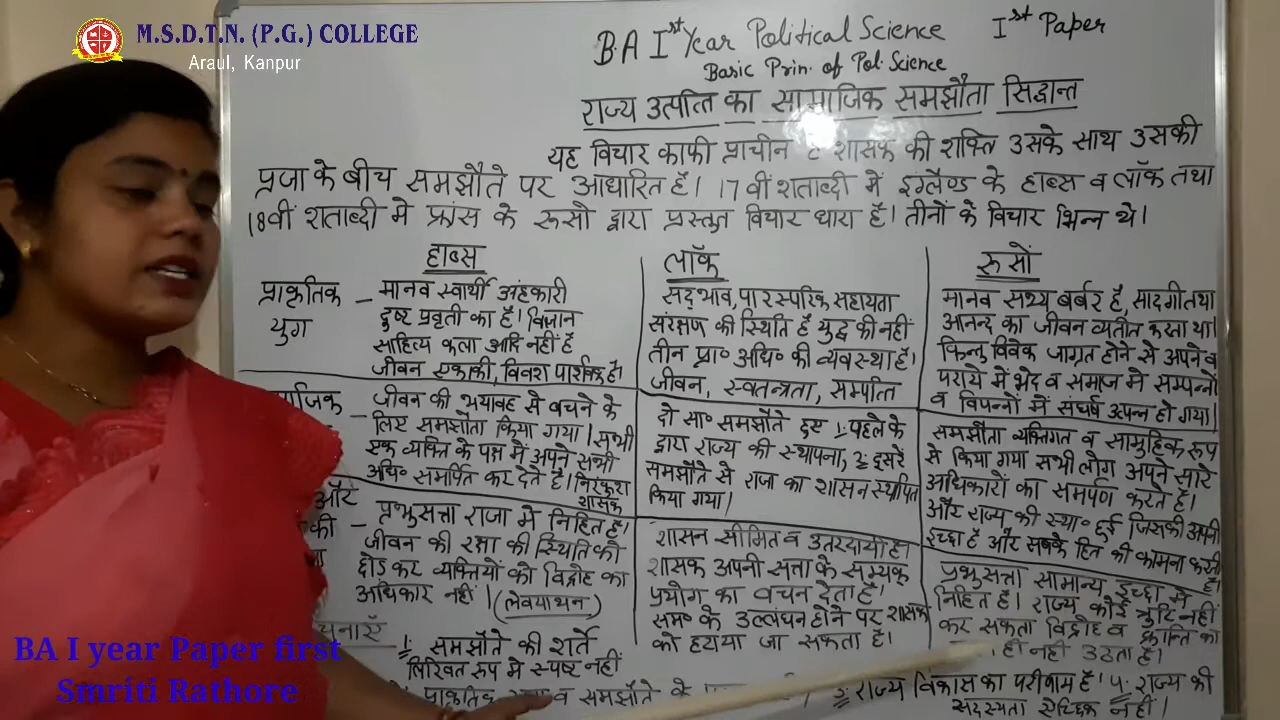 M.S.D.T.N. (P.G.) COLLEGE
Araul, Kanpur
B.A Ist Year Political Science Ist Paper
Basic Prin. of Pol. Science
राज्य उत्पत्ति का सामाजिक समझौता सिद्धान्त
यह विचार काफी प्राचीन है शासक की शक्ति उसके साथ उसकी
प्रजा के बीच समझौते पर आधारित है। 17 वीं शताब्दी में इंग्लैण्ड के हाब्स व लॉक तथा
18वीं शताब्दी मे फ्रांस के रूसो द्वारा प्रस्तुत विचार धारा है। तीनों के विचार भिन्न थे।
हाब्स
प्राकृतिक – मानव स्वार्थी अंहकारी
युग दुष्ट प्रवृती का है। विज्ञान
साहित्य कला आदि नहीं है
जीवन एकाकी, विवश पाशविक है।
जीवन की भयावह से बचने के
लिए समझौता किया गया। सभी
एक व्यक्ति के पक्ष मे अपने सभी
अधि० समर्पित कर देते है। निरंकुश
शासक
और – प्रभुसत्ता राजा मे निहित है।
जीवन की रक्षा की स्थिति को
छोड कर व्यक्तियों को विद्रोह का
अधिकार नहीं। (लेवयाथन)
लॉक
सद्भाव, पारस्परिक सहायता
संरक्षण की स्थिति है युद्ध की नहीं
तीन प्रा० अधि० की व्यवस्था है।
जीवन, स्वतन्त्रता, सम्पत्ति
दो सा० समझौते हुए 1: पहले के
द्वारा राज्य की स्थापना, 2: दूसरे
समझौते से राजा का शासन स्थापित
किया गया।
शासन सीमित व उतरदायी है।
शासक अपनी सत्ता के सम्यक
प्रयोग का वचन देता है।
सम० के उल्लंघन होने पर शासक
को हटाया जा सकता है।
रूसों
मानव सभ्य बर्बर है, सादगी तथा
आनन्द का जीवन व्यतीत करता था।
किन्तु विवेक जाग्रत होने से अपने व
पराये में भेद व समाज मे सम्पन्नो
व विपन्नों में संघर्ष उत्पन्न हो गया।
समझौता व्यक्तिगत व सामुहिक रूप
से किया गया सभी लोग अपने सारे
अधिकारों का समर्पण करते है।
और राज्य की स्था० हुई जिसकी अपनी
इच्छा है और सबके हित की कामना करती
है।
प्रभुसत्ता सामान्य इच्छा मे
निहित है। राज्य कोई त्रुटि नहीं
कर सकता विद्रोह व क्रान्ति का
ही नहीं उठता है।
1: समझौते की शर्ते
लिखित रूप मे स्पष्ट नहीं
प्राकृतिक व समझौते के
3: राज्य विकास का परिणाम है। 4. राज्य की
सदस्यता ऐच्छिक नहीं।
BA I year Paper first
Smriti Rathore